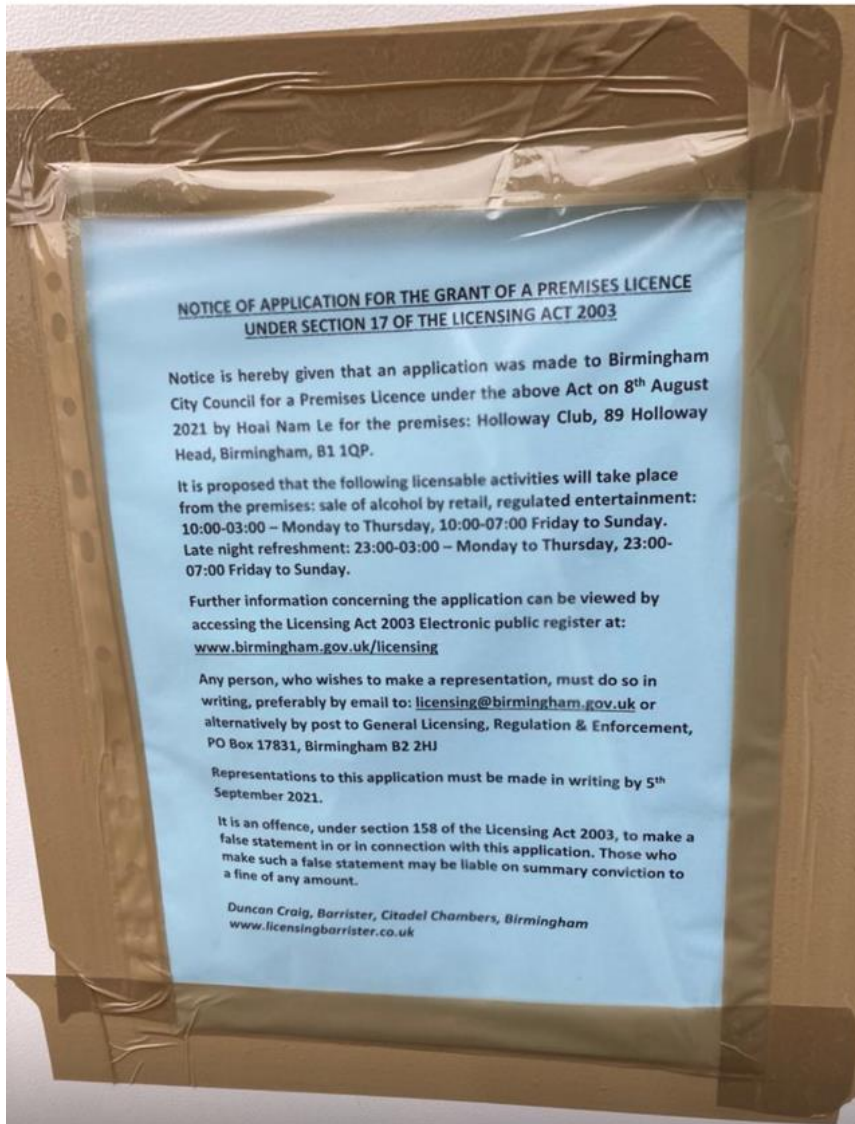 NOTICE OF APPLICATION FOR THE GRANT OF A PREMISES LICENCE
UNDER SECTION 17 OF THE LICENSING ACT 2003
Notice is hereby given that an application was made to Birmingham
City Council for a Premises Licence under the above Act on 8th August
2021 by Hoai Nam Le for the premises: Holloway Club, 89 Holloway
Head, Birmingham, B1 1QP.
It is proposed that the following licensable activities will take place
from the premises: sale of alcohol by retail, regulated entertainment:
10:00-03:00 – Monday to Thursday, 10:00-07:00 Friday to Sunday.
Late night refreshment: 23:00-03:00 – Monday to Thursday, 23:00-
07:00 Friday to Sunday.
Further information concerning the application can be viewed by
accessing the Licensing Act 2003 Electronic public register at:
www.birmingham.gov.uk/licensing
Any person, who wishes to make a representation, must do so in
writing, preferably by email to: licensing@birmingham.gov.uk or
alternatively by post to General Licensing, Regulation & Enforcement,
PO Box 17831, Birmingham B2 2HJ
Representations to this application must be made in writing by 5th
September 2021.
It is an offence, under section 158 of the Licensing Act 2003, to make a
false statement in or in connection with this application. Those who
make such a false statement may be liable on summary conviction to
a fine of any amount.
Duncan Craig, Barrister, Citadel Chambers, Birmingham
www.licensingbarrister.co.uk